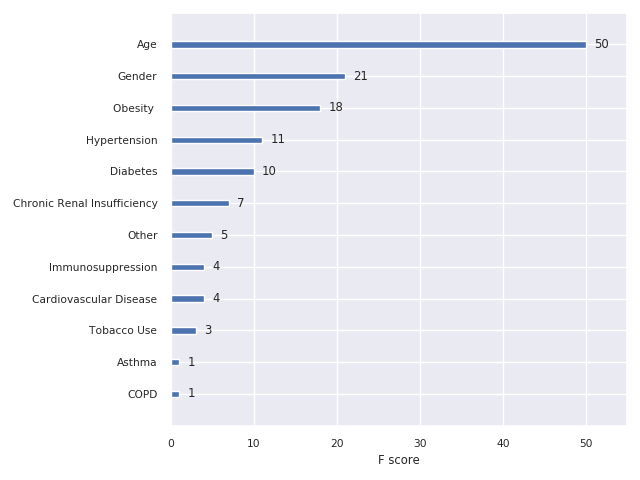 Age 50
Gender 21
Obesity 18
Hypertension 11
Diabetes 10
Chronic Renal Insufficiency 7
Other 5
Immunosuppression 4
Cardiovascular Disease 4
Tobacco Use 3
Asthma 1
COPD 1
0 10 20 30 40 50
F score